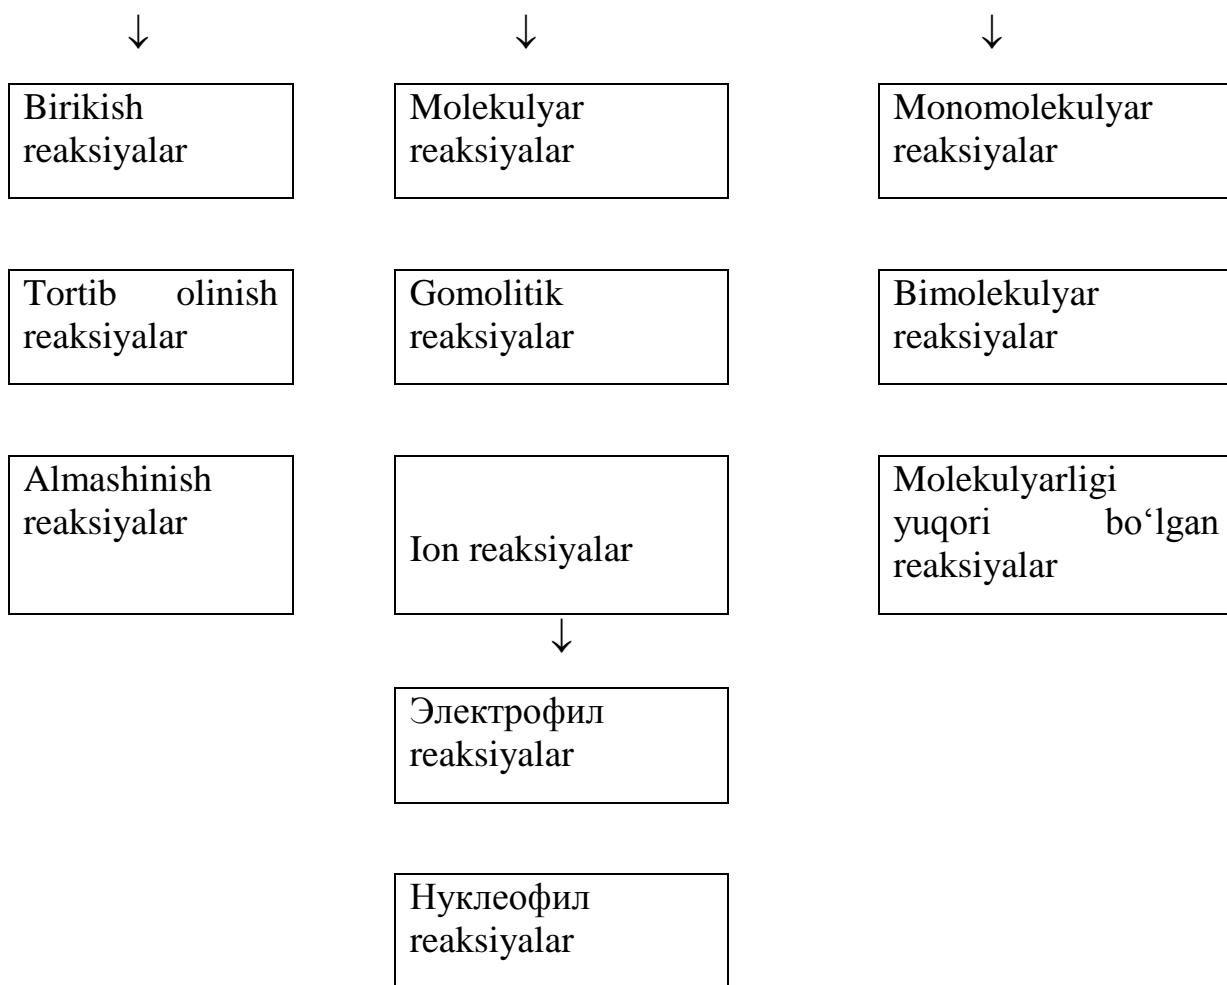 ↓ ↓ ↓
Birikish
reaksiyalar
Molekulyar
reaksiyalar
Monomolekulyar
reaksiyalar
Tortib olinish
reaksiyalar
Gomolitik
reaksiyalar
Bimolekulyar
reaksiyalar
Almashinish
reaksiyalar
Ion reaksiyalar
Molekulyarligi
yuqori bo‘lgan
reaksiyalar
↓
Электрофил
reaksiyalar
Нуклеофил
reaksiyalar